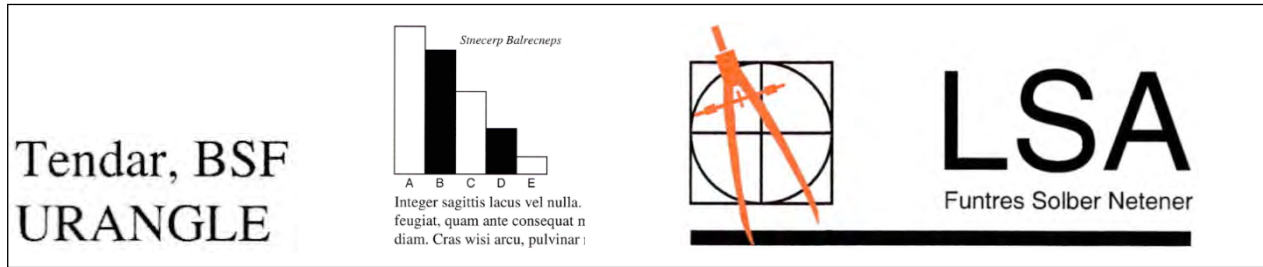 Tendar, BSF
URANGLE
Stnecerp Balrecneps
A B C D E
Integer sagittis lacus vel nulla.
feugiat, quam ante consequat
diam. Cras wisi arcu, pulvinar
LSA
Funtres Solber Netener